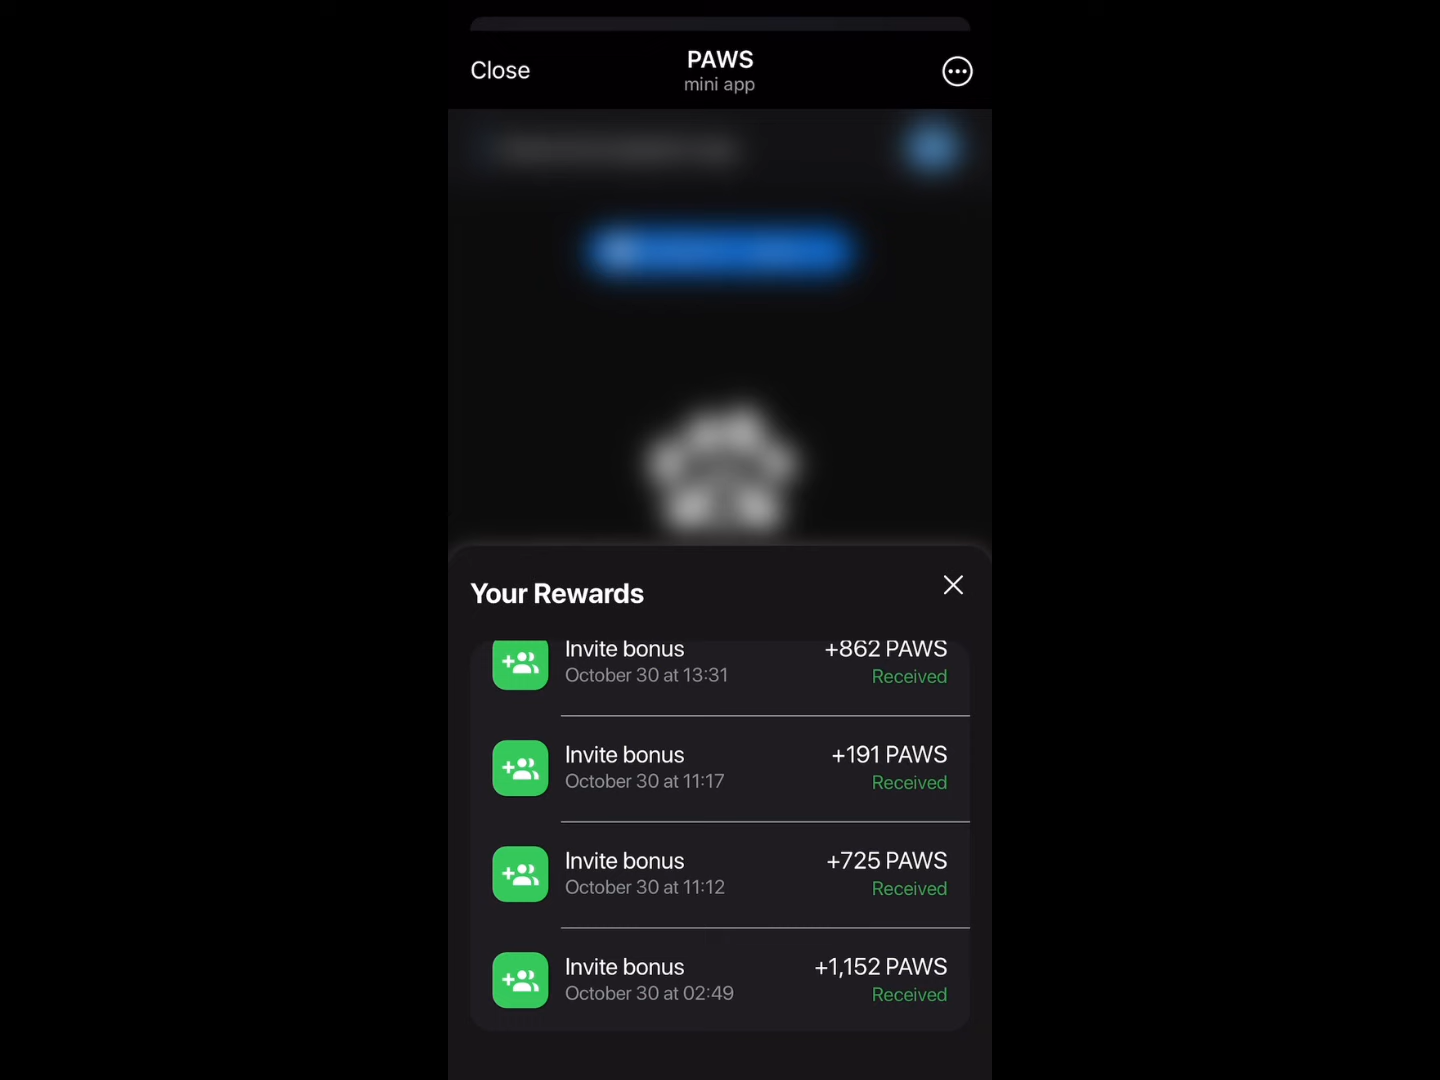 Close
PAWS
mini app
Your Rewards
Invite bonus
+862 PAWS
October 30 at 13:31
Received
Invite bonus
+191 PAWS
October 30 at 11:17
Received
Invite bonus
+725 PAWS
October 30 at 11:12
Received
Invite bonus
+1,152 PAWS
October 30 at 02:49
Received